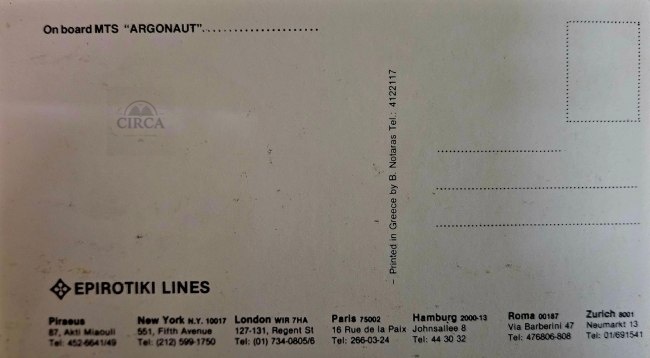 On board MTS "ARGONAUT"....................
CIRCA
– Printed in Greece by B. Notaras Tel.: 4122117
EPIROTIKI LINES
Piraeus
87, Akti Miaouli
Tel: 452-6641/49
New York N.Y. 10017
551, Fifth Avenue
Tel: (212) 599-1750
London WIR 7HA
127-131, Regent St
Tel: (01) 734-0805/6
Paris 75002
16 Rue de la Paix
Tel: 266-03-24
Hamburg 2000-13
Johnsallee 8
Tel: 44 30 32
Roma 00187
Via Barberini 47
Tel: 476806-808
Zurich 8001
Neumarkt 13
Tel: 01/691541